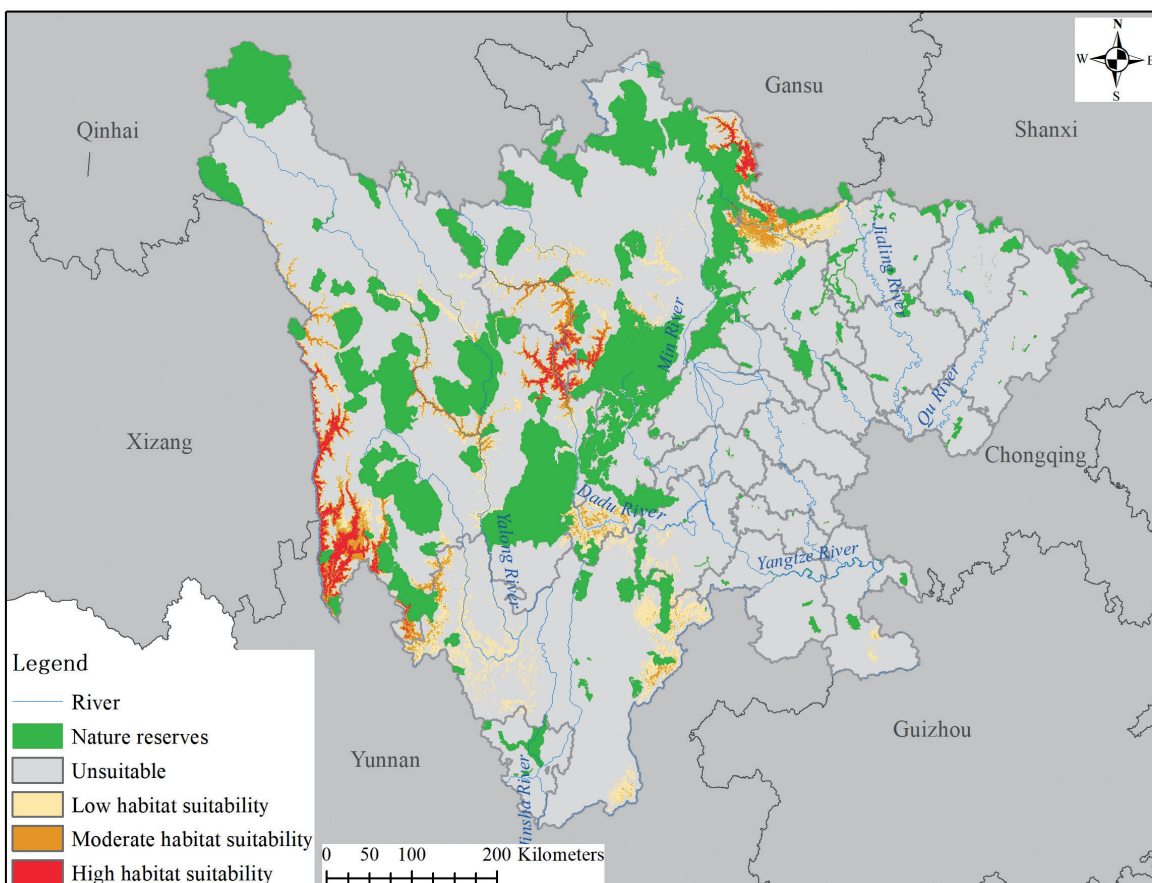 N
W
E
S
Gansu
Qinhai
Shanxi
Jialing River
Min River
Qu River
Xizang
Chongqing
Dadu River
Yalong River
Yangtze River
Guizhou
Yunnan
Jinsha River
Legend
River
Nature reserves
Unsuitable
Low habitat suitability
Moderate habitat suitability
High habitat suitability
0 50 100 200 Kilometers